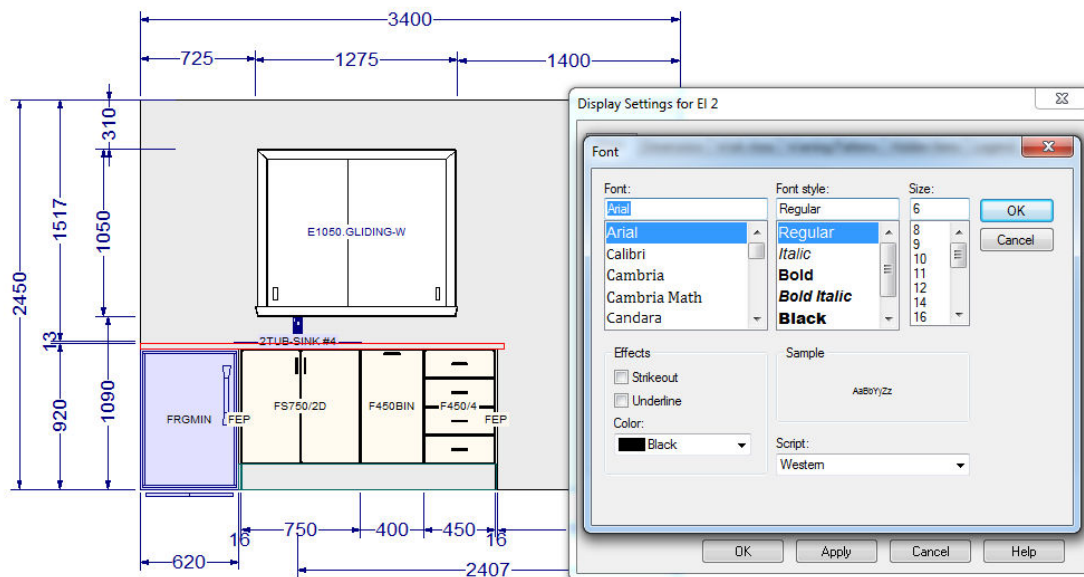 3400
725
1275
1400
310
1517
1050
2450
13
920
1090
E1050.GLIDING-W
2TUB-SINK #4
FRGMIN
FEP
FS750/2D
F450BIN
F450/4
FEP
16
750
400
450
16
620
2407
Display Settings for El 2
Font
Font:
Font style:
Size:
Arial
Regular
6
OK
Cancel
Arial
Calibri
Cambria
Cambria Math
Candara
Regular
Italic
Bold
Bold Italic
Black
8
9
10
11
12
14
16
Effects
Strikeout
Underline
Color:
Black
Sample
AaBbYyZz
Script:
Western
OK
Apply
Cancel
Help